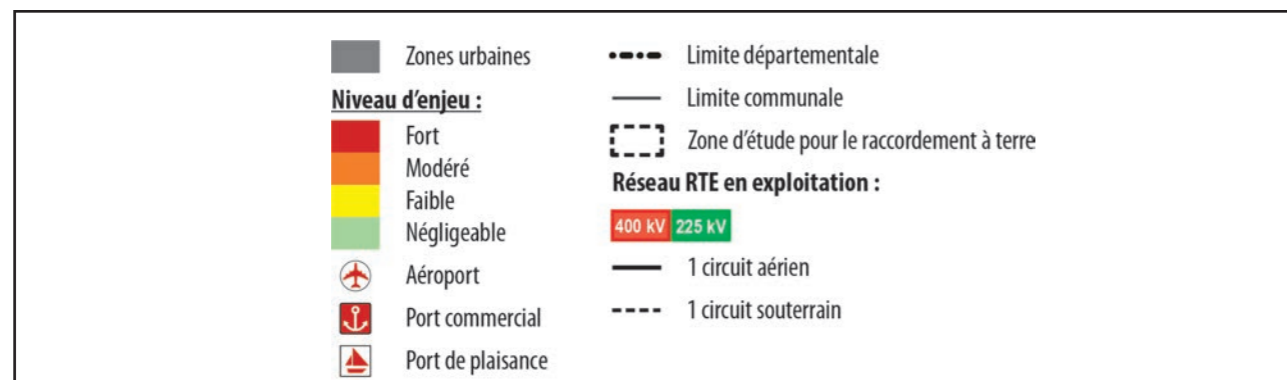 Zones urbaines
Niveau d'enjeu :
Fort
Modéré
Faible
Négligeable
Aéroport
Port commercial
Port de plaisance
Limite départementale
Limite communale
Zone d'étude pour le raccordement à terre
Réseau RTE en exploitation :
400 kV 225 kV
1 circuit aérien
1 circuit souterrain